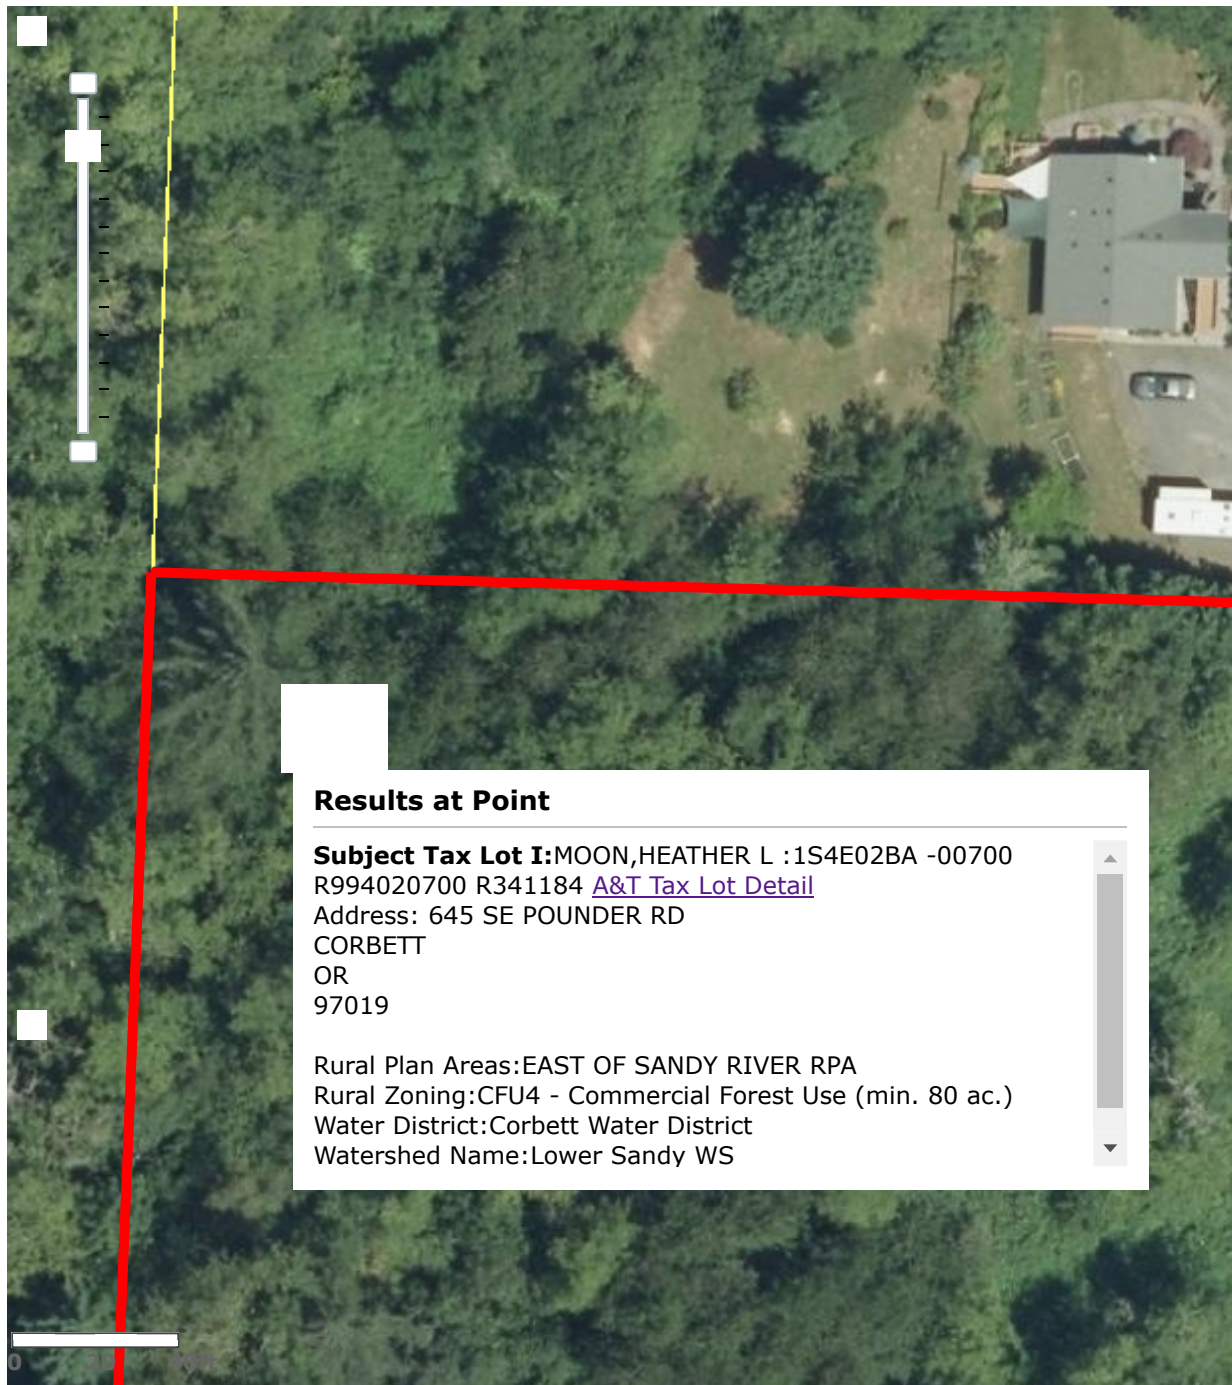 Results at Point
Subject Tax Lot I:MOON,HEATHER L :1S4E02BA -00700
R994020700 R341184 A&T Tax Lot Detail
Address: 645 SE POUNDER RD
CORBETT
OR
97019
Rural Plan Areas:EAST OF SANDY RIVER RPA
Rural Zoning:CFU4 - Commercial Forest Use (min. 80 ac.)
Water District:Corbett Water District
Watershed Name:Lower Sandy WS
0